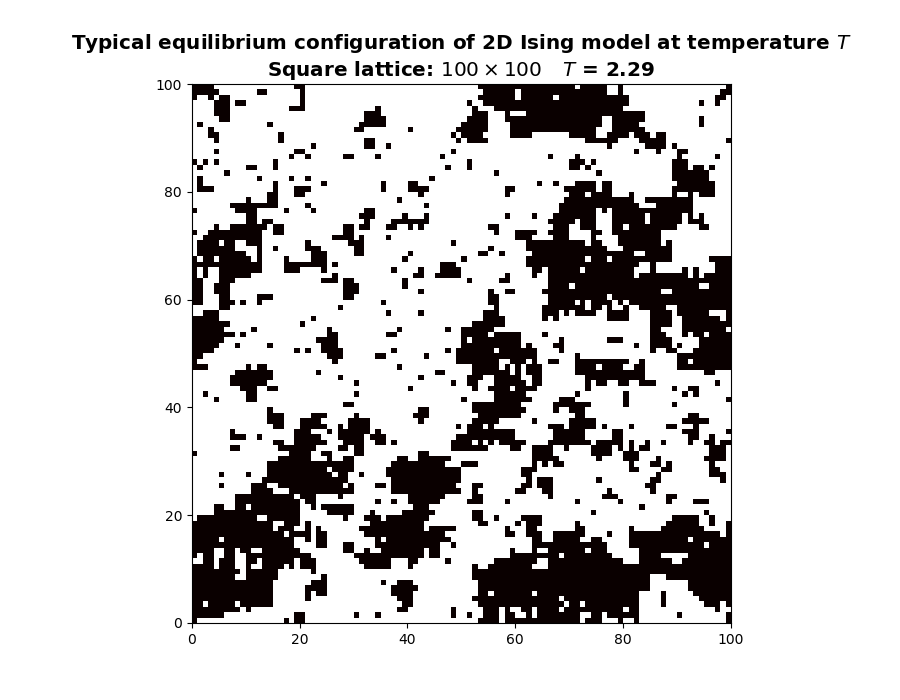 Typical equilibrium configuration of 2D Ising model at temperature T
Square lattice: 100 × 100 T = 2.29
100
80
60
40
20
0
0 20 40 60 80 100